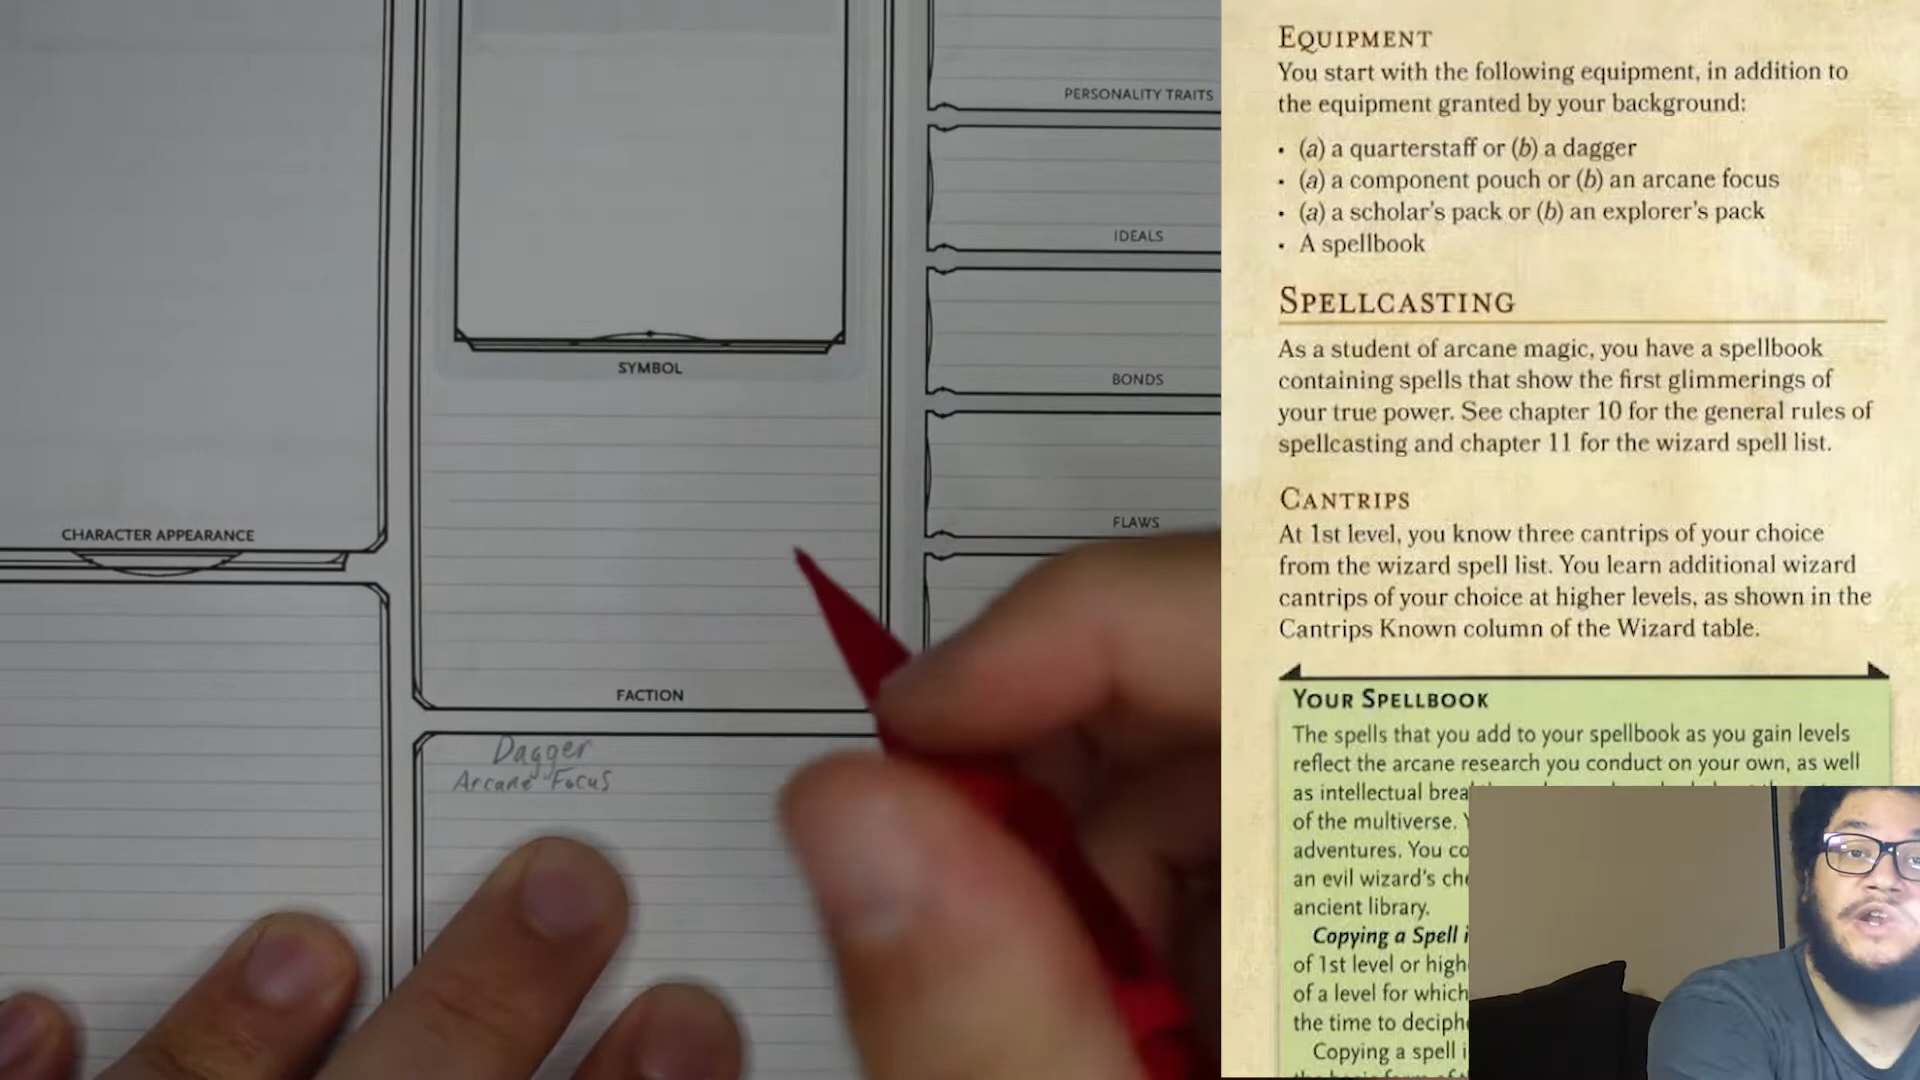 PERSONALITY TRAITS
IDEALS
SYMBOL
BONDS
FLAWS
CHARACTER APPEARANCE
FACTION
Dagger
Arcane Focus
EQUIPMENT
You start with the following equipment, in addition to
the equipment granted by your background:
• (a) a quarterstaff or (b) a dagger
• (a) a component pouch or (b) an arcane focus
• (a) a scholar's pack or (b) an explorer's pack
• A spellbook
SPELLCASTING
As a student of arcane magic, you have a spellbook
containing spells that show the first glimmerings of
your true power. See chapter 10 for the general rules of
spellcasting and chapter 11 for the wizard spell list.
CANTRIPS
At 1st level, you know three cantrips of your choice
from the wizard spell list. You learn additional wizard
cantrips of your choice at higher levels, as shown in the
Cantrips Known column of the Wizard table.
YOUR SPELLBOOK
The spells that you add to your spellbook as you gain levels
reflect the arcane research you conduct on your own, as well
as intellectual
of the multiverse.
adventures. You
an evil wizard's
ancient library.
Copying a Spell
of 1st level or
of a level for which
the time to
Copying a spell